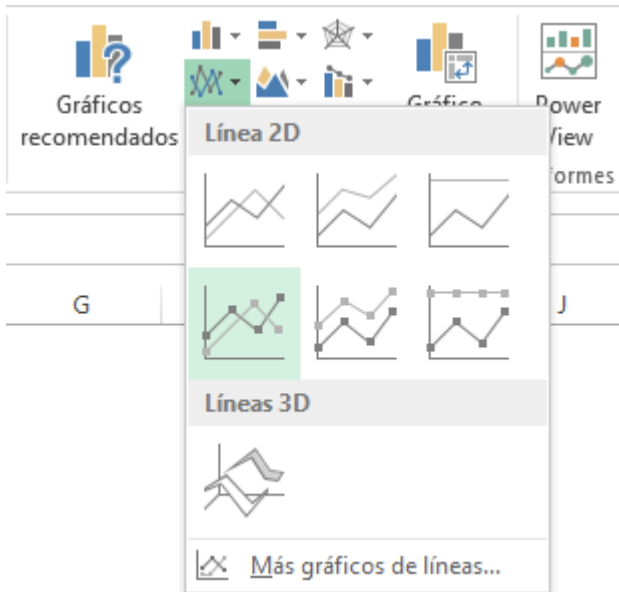 Gráficos
recomendados
Gráfico
Power
View
formes
Línea 2D
G
J
Líneas 3D
Más gráficos de líneas...